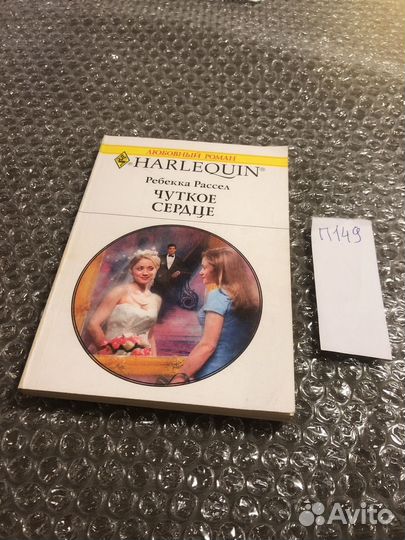 ЛЮБОВНЫЙ РОМАН
HARLEQUIN®
Ребекка Рассел
ЧУТКОЕ
СЕРДЦЕ
П149
Avito